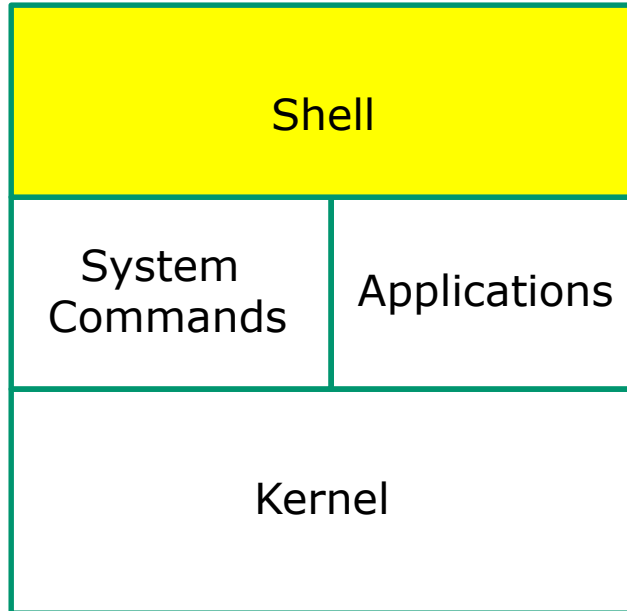 Shell
System
Commands
Applications
Kernel